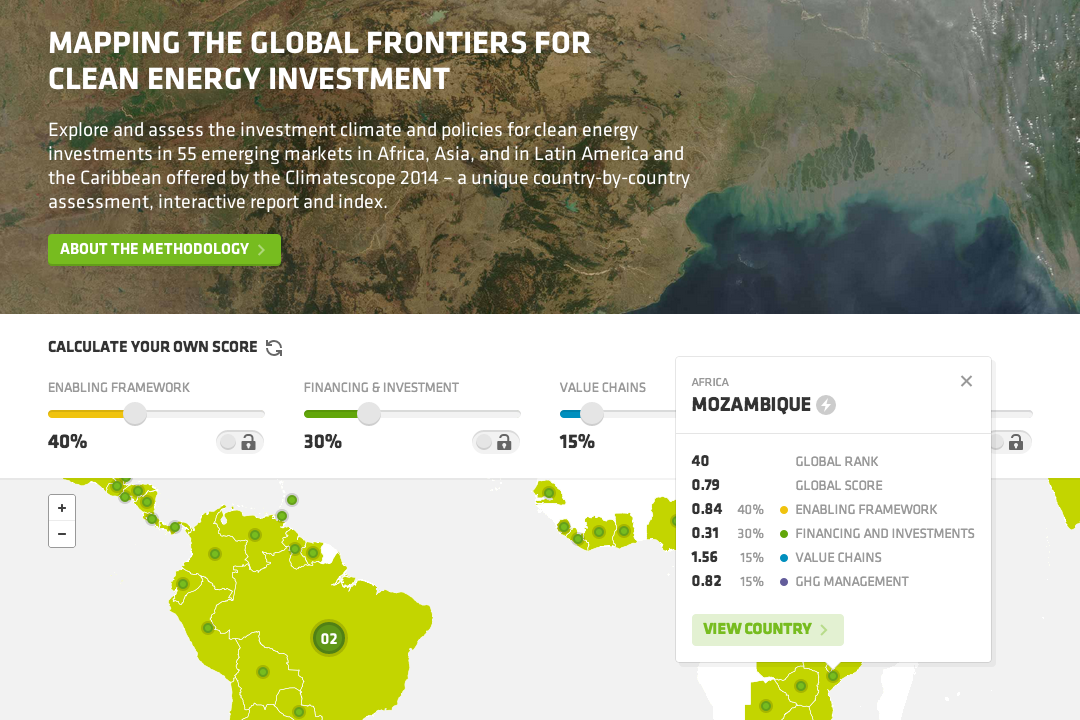 MAPPING THE GLOBAL FRONTIERS FOR
CLEAN ENERGY INVESTMENT
Explore and assess the investment climate and policies for clean energy
investments in 55 emerging markets in Africa, Asia, and in Latin America and
the Caribbean offered by the Climatescope 2014 – a unique country-by-country
assessment, interactive report and index.
ABOUT THE METHODOLOGY
CALCULATE YOUR OWN SCORE
ENABLING FRAMEWORK
40%
FINANCING & INVESTMENT
30%
VALUE CHAINS
15%
AFRICA
MOZAMBIQUE
40 GLOBAL RANK
0.79 GLOBAL SCORE
0.84 40% ENABLING FRAMEWORK
0.31 30% FINANCING AND INVESTMENTS
1.56 15% VALUE CHAINS
0.82 15% GHG MANAGEMENT
VIEW COUNTRY
+
−
02